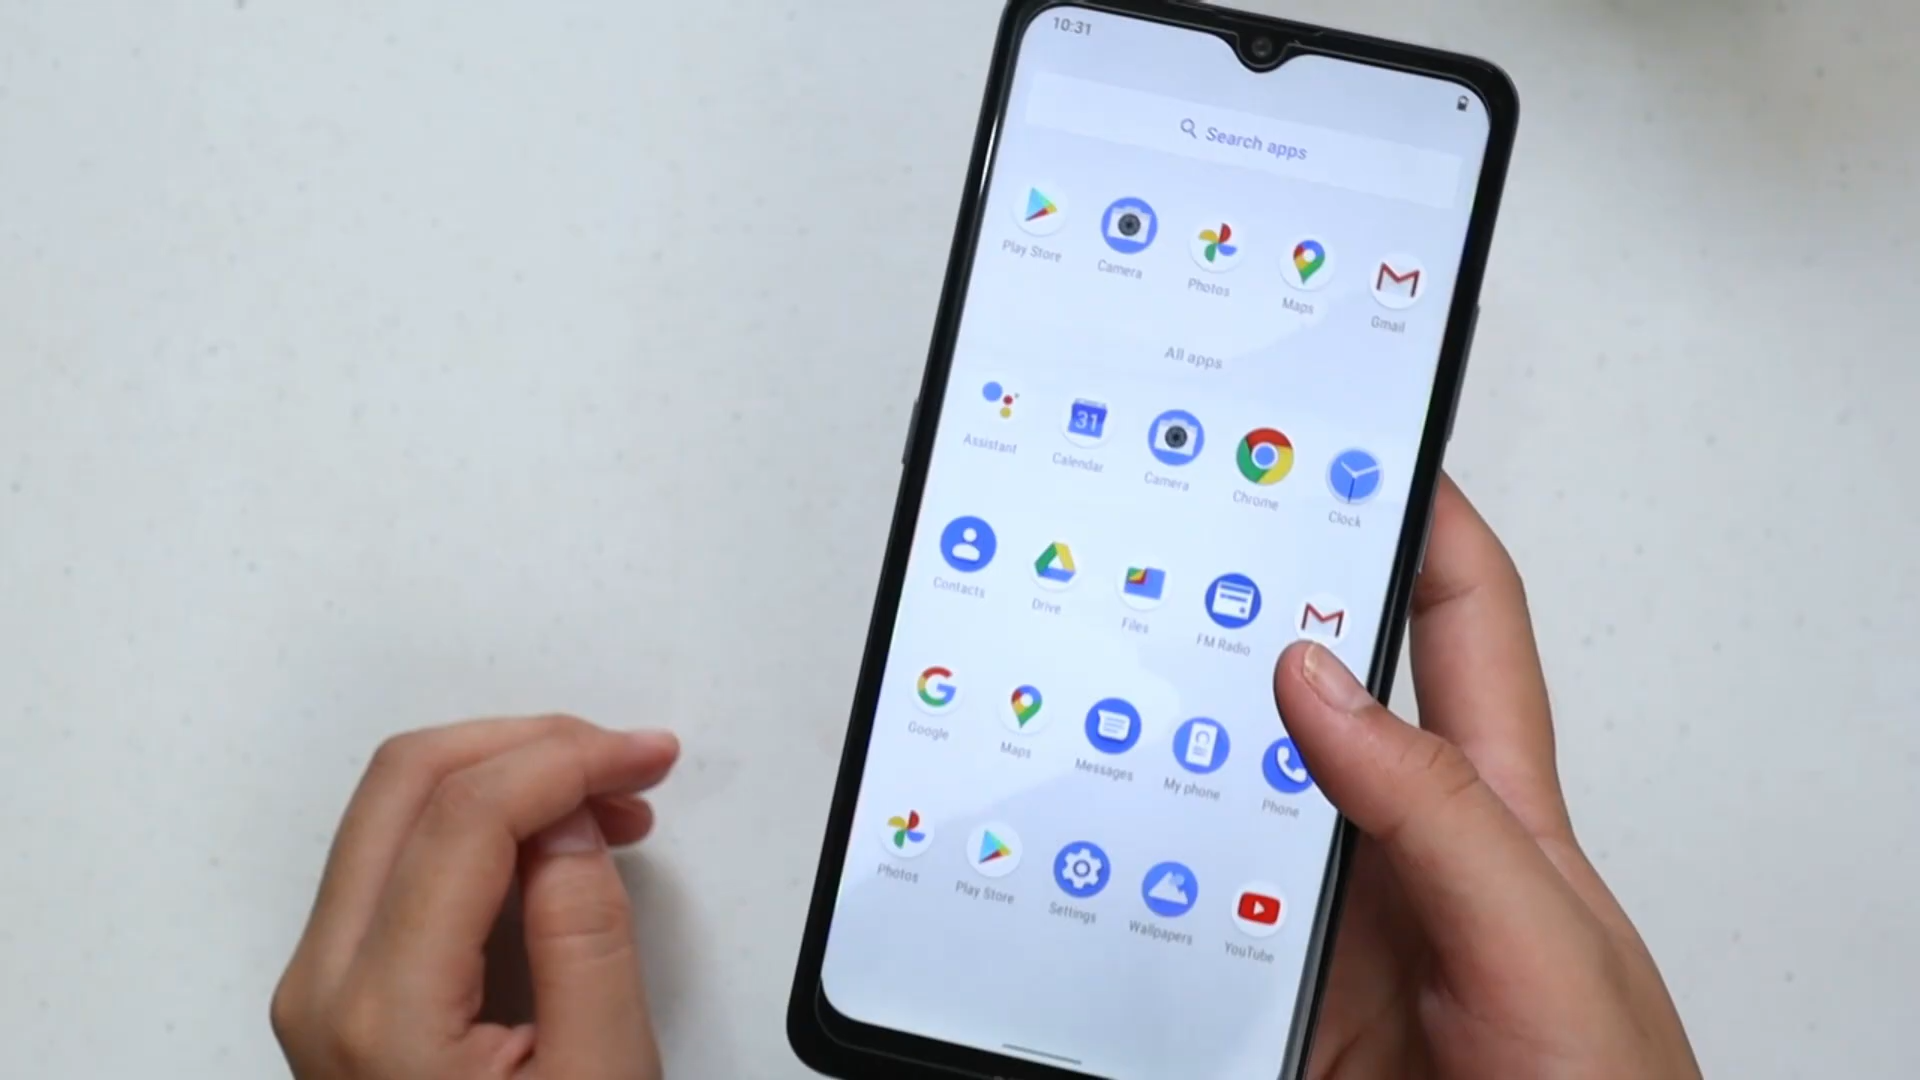 10:31
Search apps
Play Store Camera Photos Maps Gmail
All apps
Assistant Calendar Camera Chrome Clock
31
Contacts Drive Files FM Radio
Google Maps Messages My phone Phone
Photos Play Store Settings Wallpapers YouTube